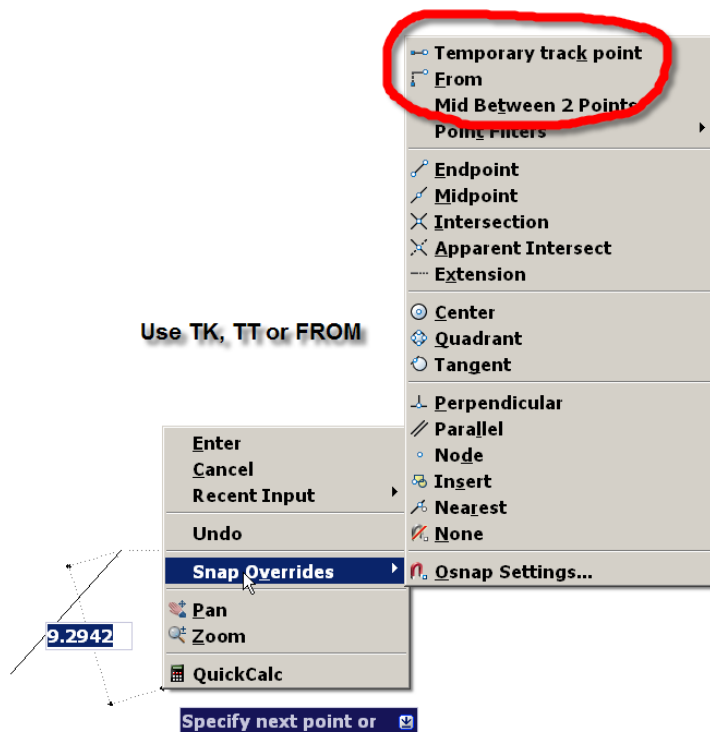 Temporary track point
From
Mid Between 2 Points
Point Filters
Endpoint
Midpoint
Intersection
Apparent Intersect
Extension
Center
Quadrant
Tangent
Perpendicular
Parallel
Node
Insert
Nearest
None
Osnap Settings...
Use TK, TT or FROM
Enter
Cancel
Recent Input
Undo
Snap Overrides
Pan
Zoom
QuickCalc
9.2942
Specify next point or